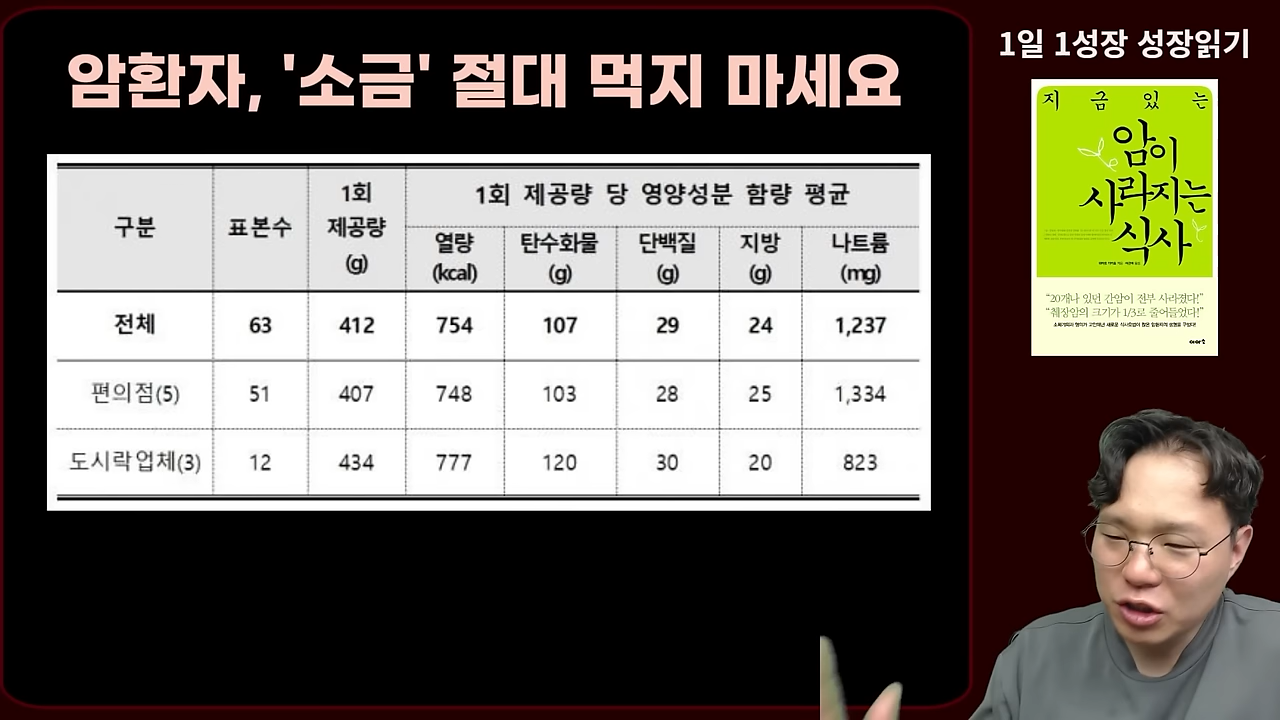 암환자, '소금' 절대 먹지 마세요
1일 1성장 성장읽기
구분 표본수 1회 제공량 (g) 1회 제공량 당 영양성분 함량 평균
열량 (kcal) 탄수화물 (g) 단백질 (g) 지방 (g) 나트륨 (mg)
전체 63 412 754 107 29 24 1,237
편의점(5) 51 407 748 103 28 25 1,334
도시락업체(3) 12 434 777 120 30 20 823
지금있는
암이
사라지는
식사
“20개나 있던 간암이 전부 사라졌다!”
“췌장암의 크기가 1/3로 줄어들었다!”